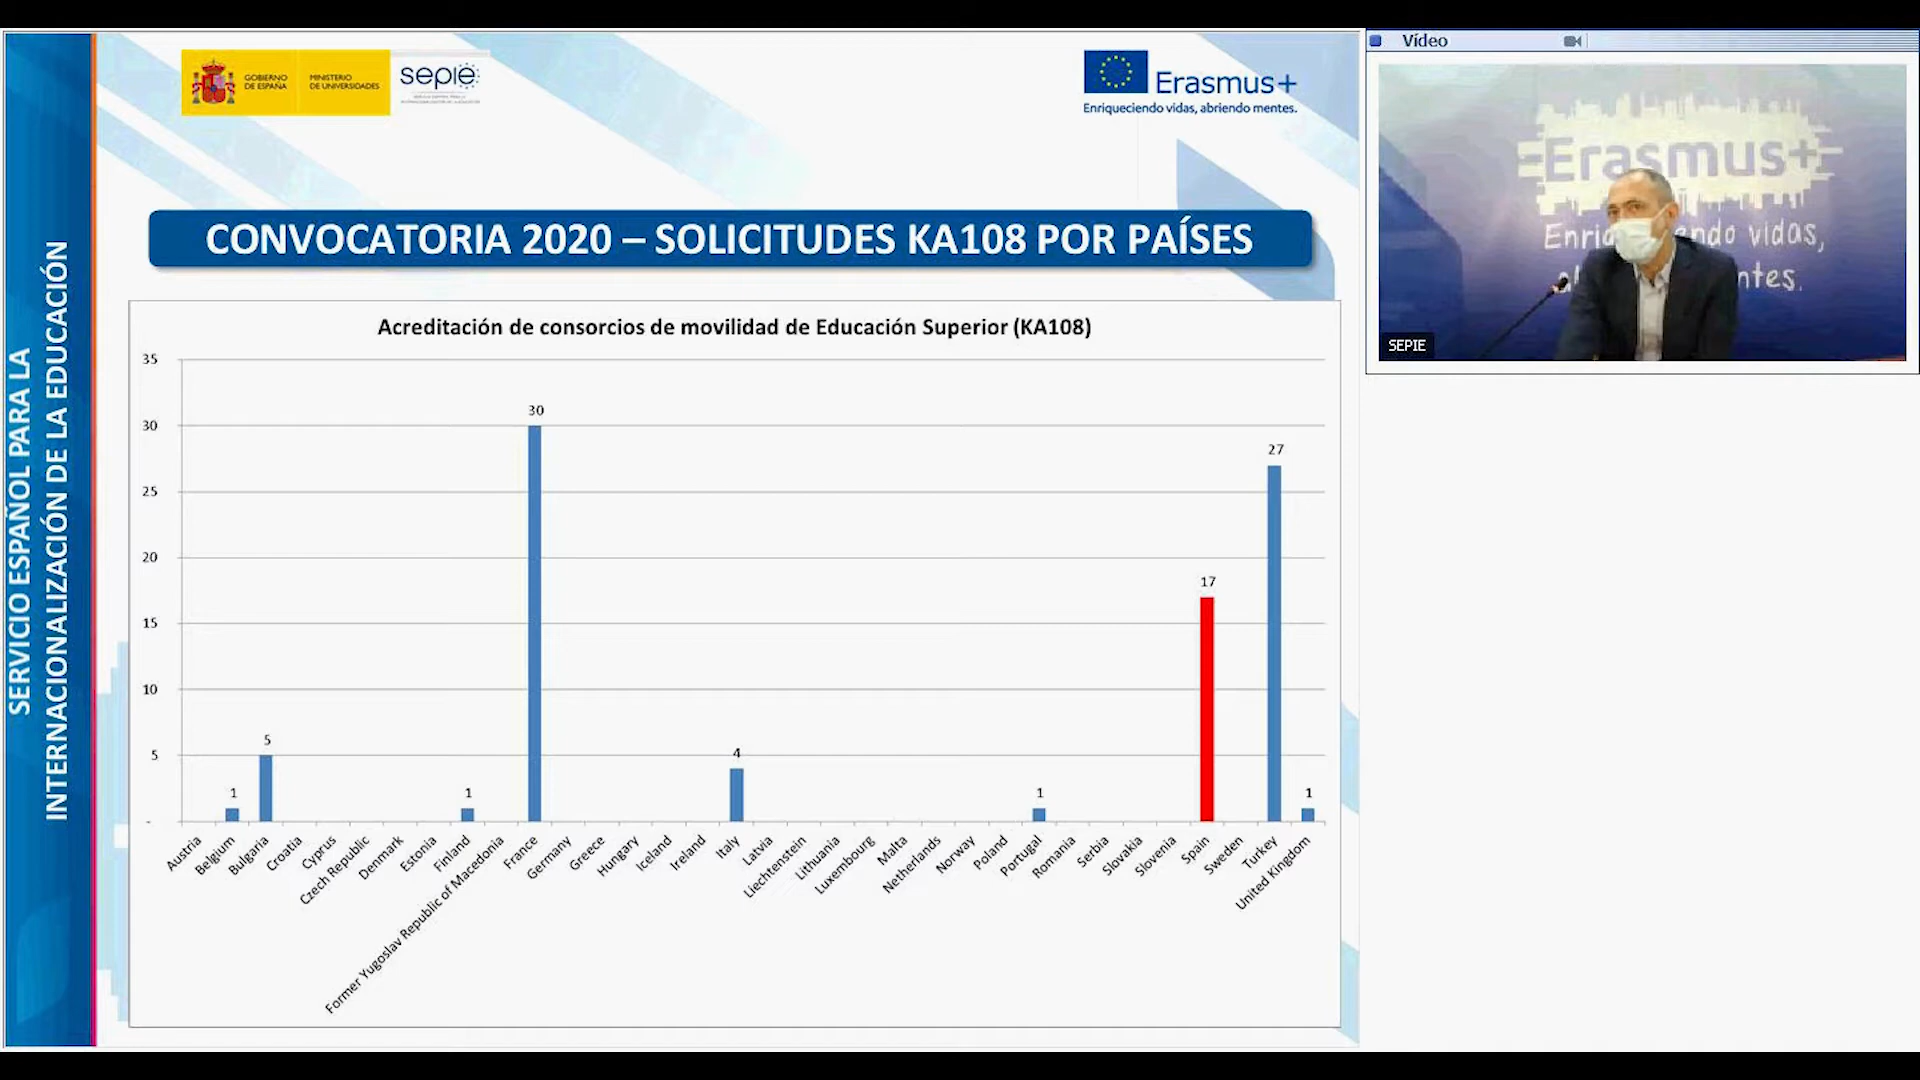 GOBIERNO
DE ESPAÑA
MINISTERIO
DE UNIVERSIDADES
sepie
Erasmus+
Enriqueciendo vidas, abriendo mentes.
SERVICIO ESPAÑOL PARA LA
INTERNACIONALIZACIÓN DE LA EDUCACIÓN
CONVOCATORIA 2020 – SOLICITUDES KA108 POR PAÍSES
Acreditación de consorcios de movilidad de Educación Superior (KA108)
35
30
25
20
15
10
5
-
1
5
1
30
4
1
17
27
1
Austria
Belgium
Bulgaria
Croatia
Cyprus
Czech Republic
Denmark
Estonia
Finland
Former Yugoslav Republic of Macedonia
France
Germany
Greece
Hungary
Iceland
Ireland
Italy
Latvia
Liechtenstein
Lithuania
Luxembourg
Malta
Netherlands
Norway
Poland
Portugal
Romania
Serbia
Slovakia
Slovenia
Spain
Sweden
Turkey
United Kingdom
Vídeo
Erasmus+
vidas,
SEPIE